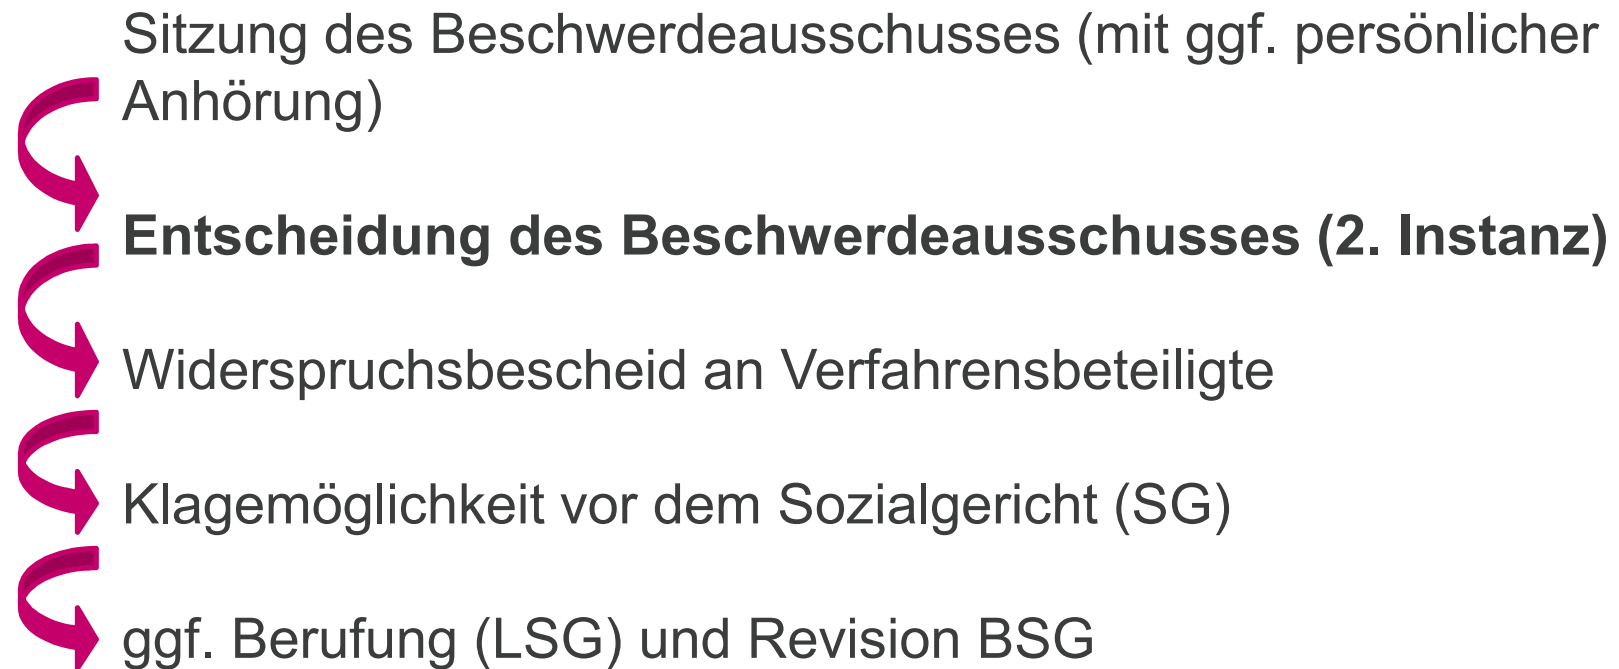 Sitzung des Beschwerdeausschusses (mit ggf. persönlicher
Anhörung)
Entscheidung des Beschwerdeausschusses (2. Instanz)
Widerspruchsbescheid an Verfahrensbeteiligte
Klagemöglichkeit vor dem Sozialgericht (SG)
ggf. Berufung (LSG) und Revision BSG